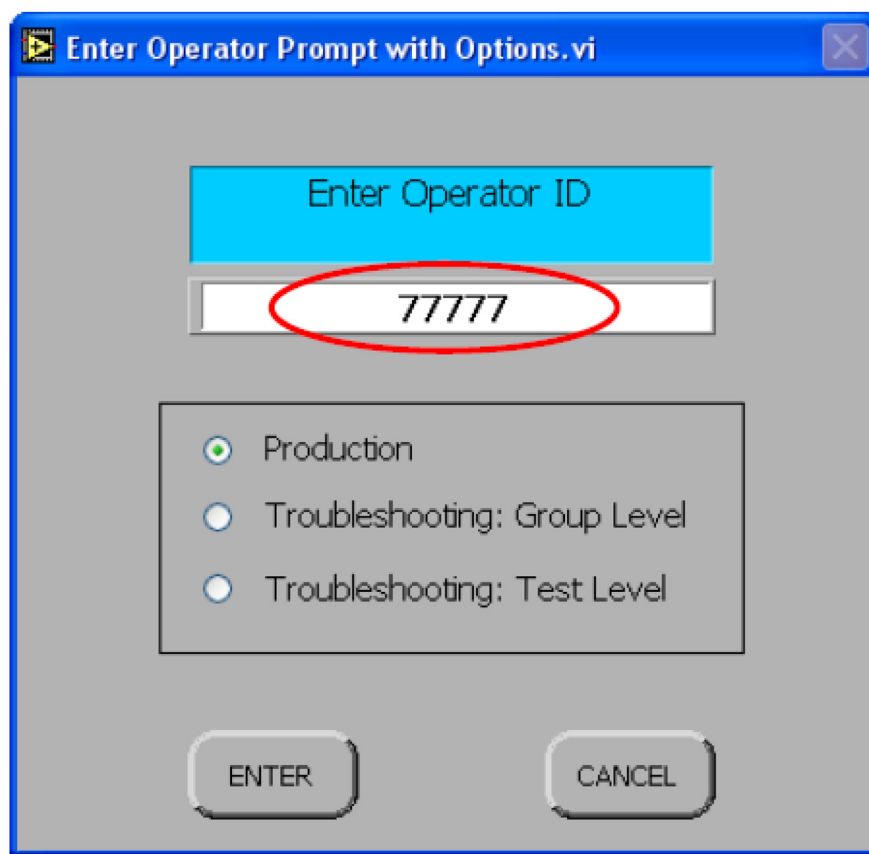 Enter Operator Prompt with Options.vi
Enter Operator ID
77777
Production
Troubleshooting: Group Level
Troubleshooting: Test Level
ENTER
CANCEL